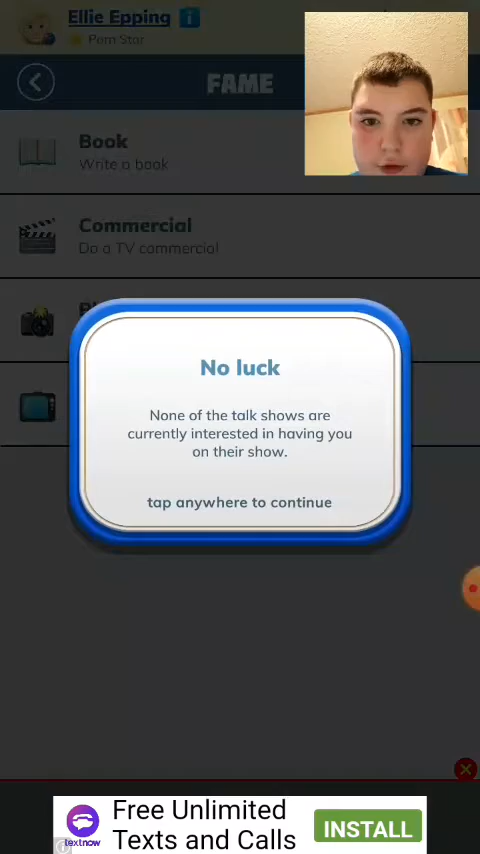 Ellie Epping i
Porn Star
FAME
Book
Write a book
Commercial
Do a TV commercial
No luck
None of the talk shows are
currently interested in having you
on their show.
tap anywhere to continue
textnow
Free Unlimited
Texts and Calls
INSTALL